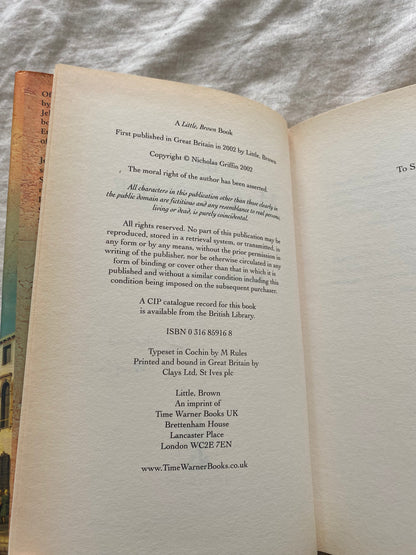 A Little, Brown Book
First published in Great Britain in 2002 by Little, Brown
Copyright © Nicholas Griffin 2002
The moral right of the author has been asserted.
All characters in this publication other than those clearly in
the public domain are fictitious and any resemblance to real persons,
living or dead, is purely coincidental.
All rights reserved. No part of this publication may be
reproduced, stored in a retrieval system, or transmitted, in
any form or by any means, without the prior permission in
writing of the publisher, nor be otherwise circulated in any
form of binding or cover other than that in which it is
published and without a similar condition including this
condition being imposed on the subsequent purchaser.
A CIP catalogue record for this book
is available from the British Library.
ISBN 0 316 85916 8
Typeset in Cochin by M Rules
Printed and bound in Great Britain by
Clays Ltd, St Ives plc
Little, Brown
An imprint of
Time Warner Books UK
Brettenham House
Lancaster Place
London WC2E 7EN
www.TimeWarnerBooks.co.uk
To S